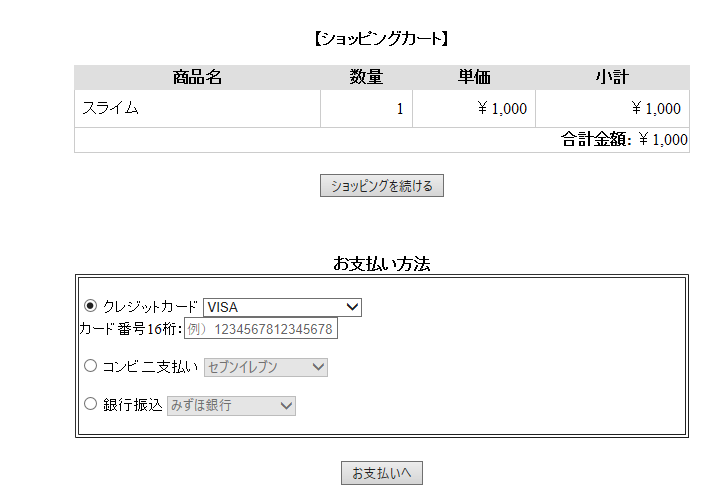 【ショッピングカート】
商品名 数量 単価 小計
スライム 1 ￥1,000 ￥1,000
合計金額: ￥1,000
ショッピングを続ける
お支払い方法
クレジットカード VISA
カード番号16桁: 例）1234567812345678
コンビニ支払い セブンイレブン
銀行振込 みずほ銀行
お支払いへ